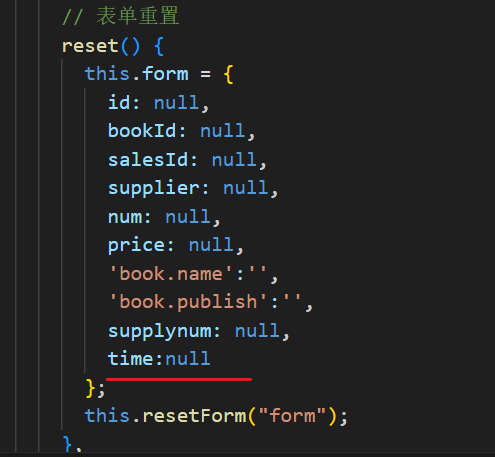 // 表单重置
reset() {
this.form = {
id: null,
bookId: null,
salesId: null,
supplier: null,
num: null,
price: null,
'book.name':'',
'book.publish':'',
supplynum: null,
time:null
};
this.resetForm("form");
},